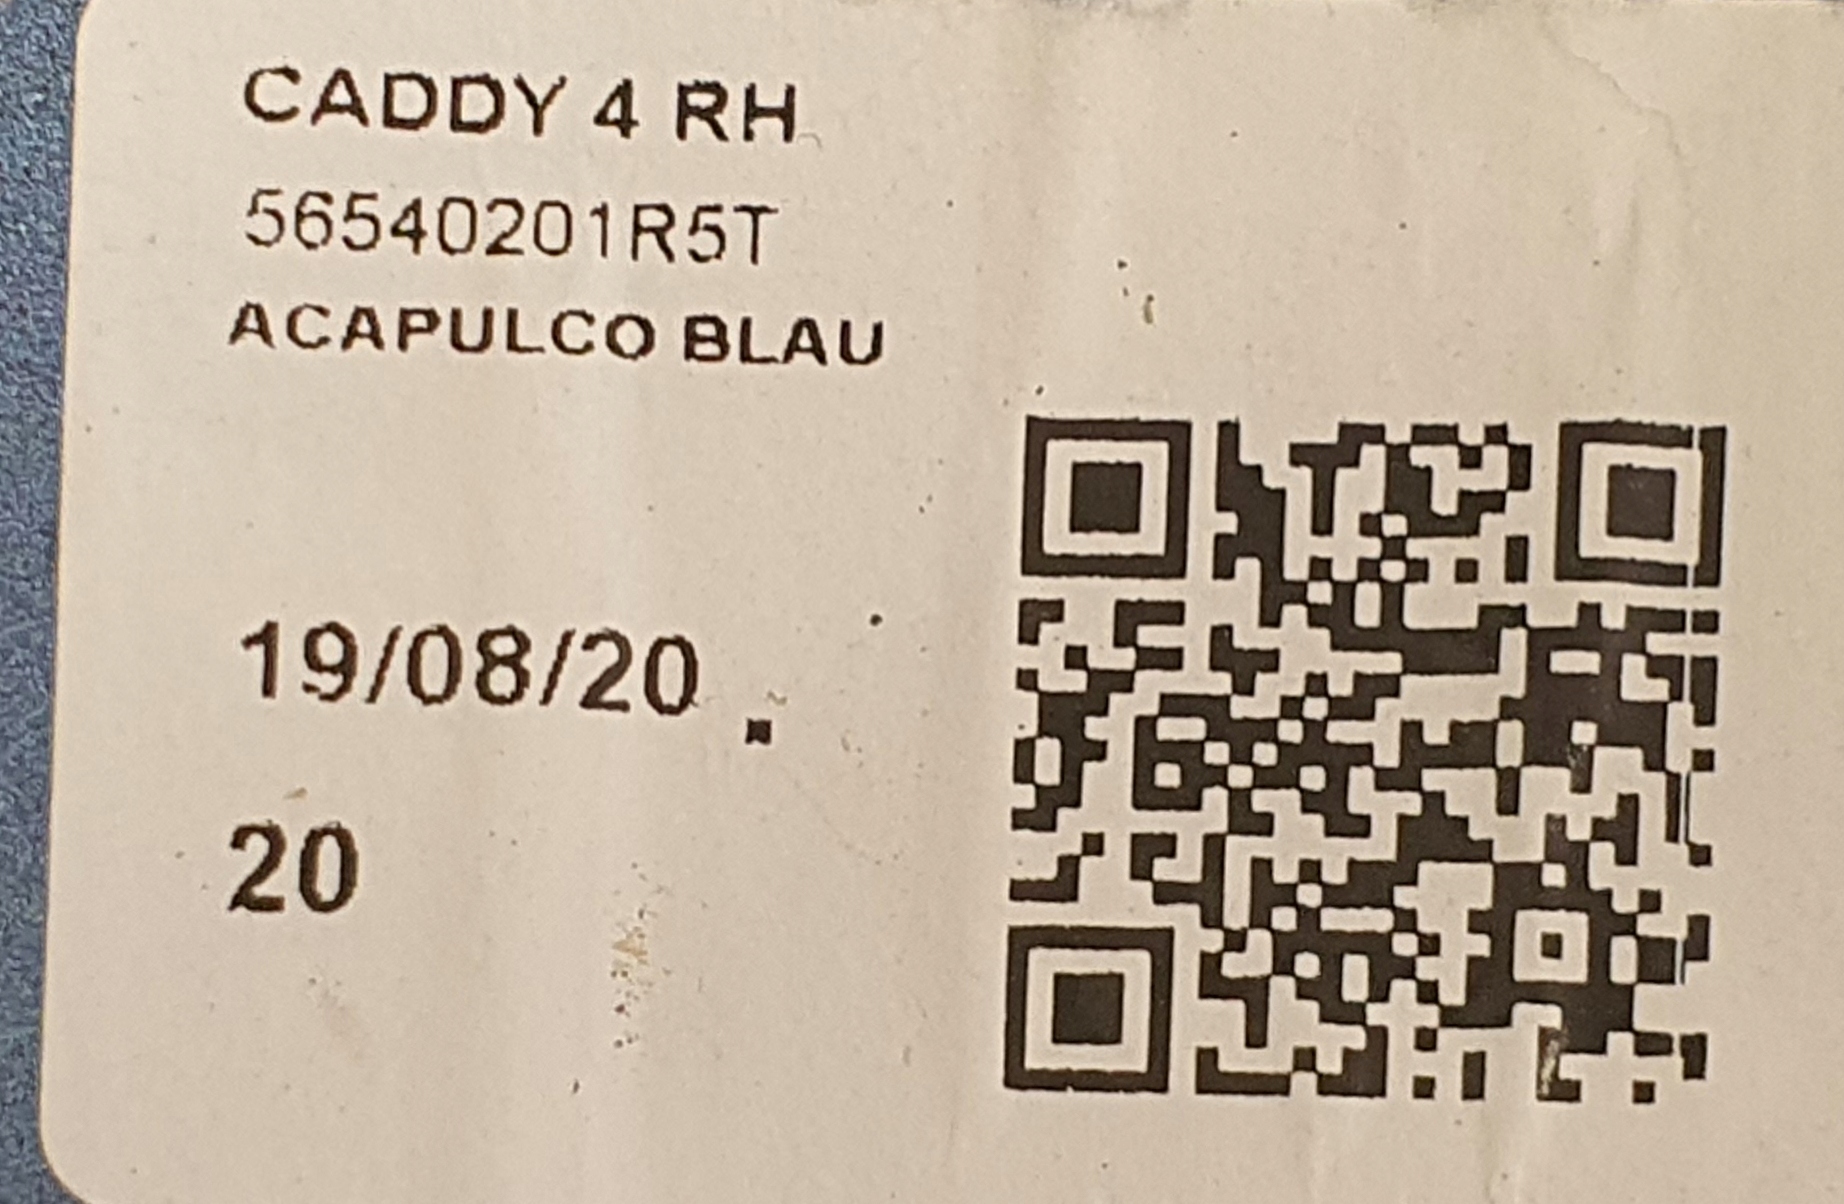 CADDY 4 RH
56540201R5T
ACAPULCO BLAU
19/08/20
20